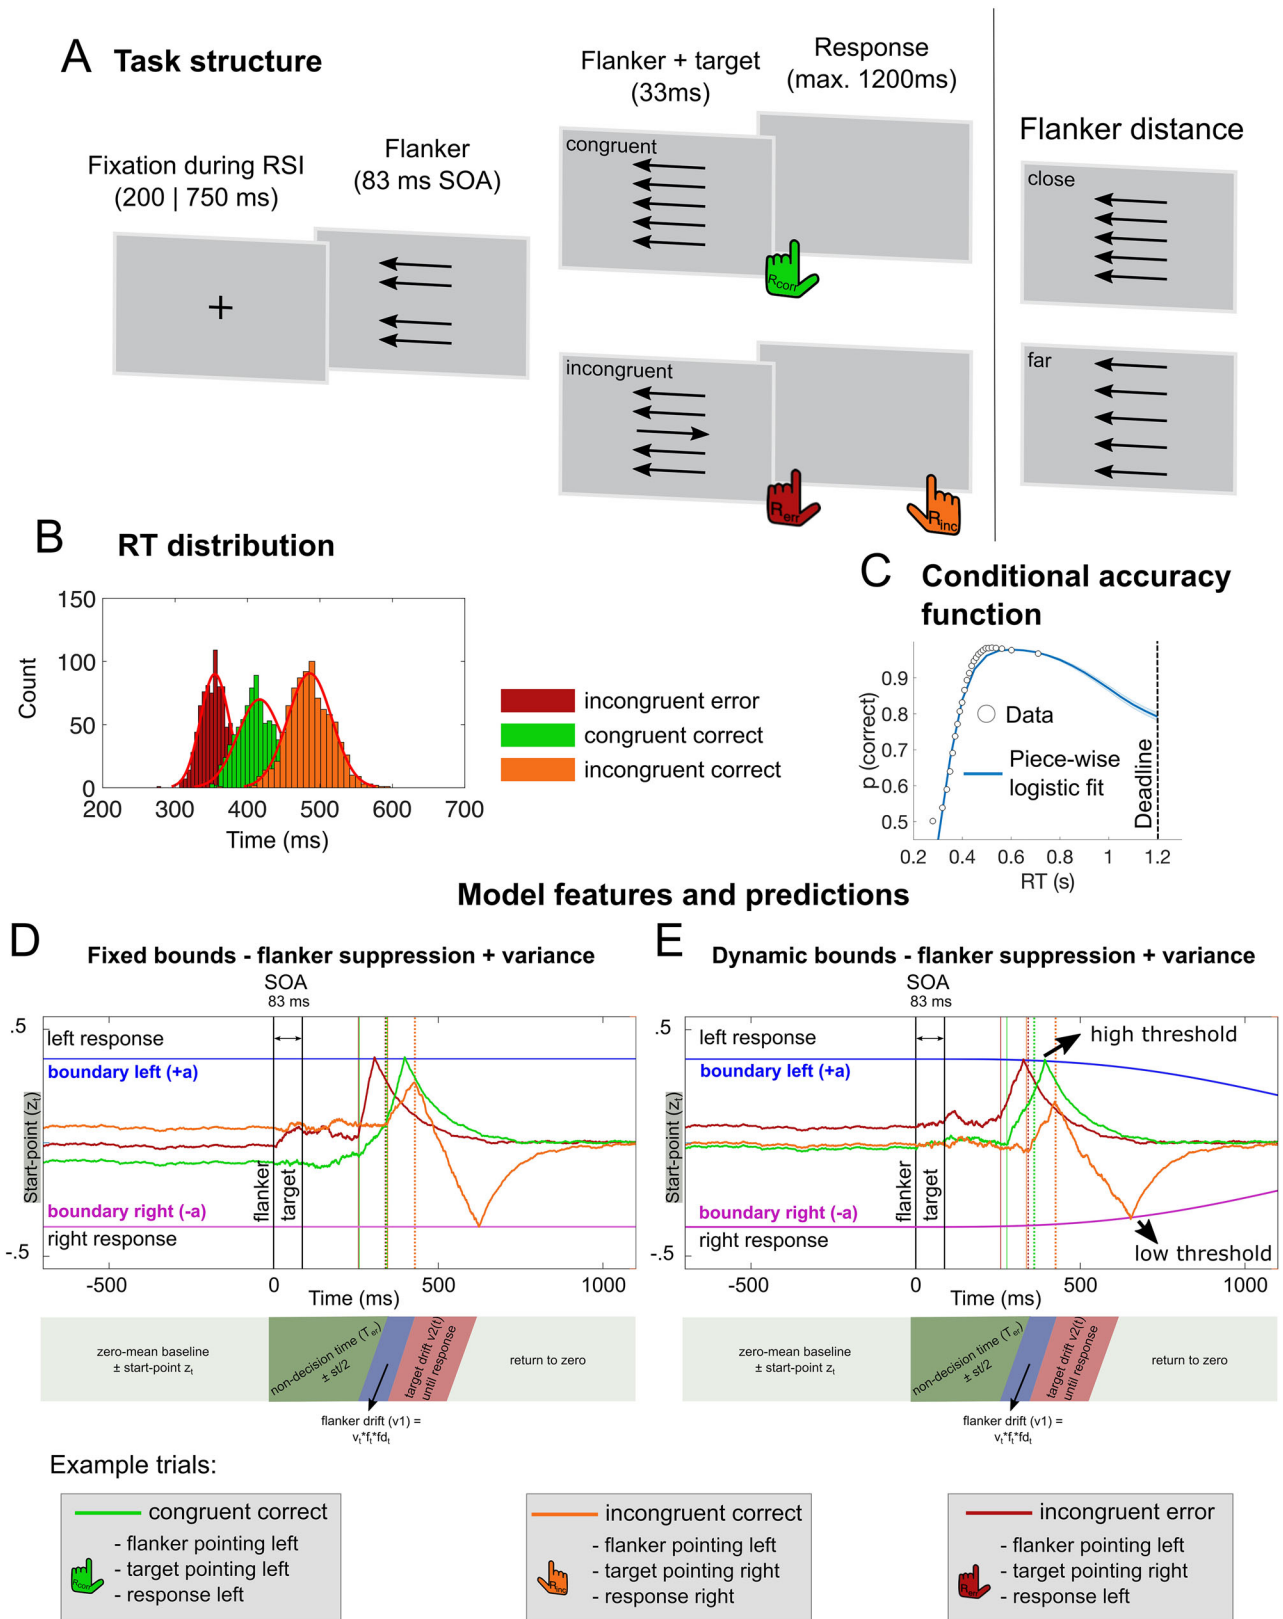 A Task structure
Fixation during RSI
(200 | 750 ms)
Flanker
(83 ms SOA)
Flanker + target
(33ms)
Response
(max. 1200ms)
congruent
Rcorr
incongruent
Rerr
Rinc
Flanker distance
close
far
B RT distribution
150
100
50
0
Count
200 300 400 500 600 700
Time (ms)
incongruent error
congruent correct
incongruent correct
C Conditional accuracy
function
0.9
0.8
0.7
0.6
0.5
p (correct)
Data
Piece-wise
logistic fit
Deadline
0.2 0.4 0.6 0.8 1 1.2
RT (s)
Model features and predictions
D Fixed bounds - flanker suppression + variance
SOA
83 ms
.5
left response
boundary left (+a)
Start-point (zt)
flanker
target
boundary right (-a)
right response
-.5
-500 0 500 1000
Time (ms)
zero-mean baseline
± start-point zt
non-decision time (Ter)
± st/2
target drift v2(t)
until response
return to zero
flanker drift (v1) =
vt*ft*fdt
E Dynamic bounds - flanker suppression + variance
SOA
83 ms
.5
left response
high threshold
boundary left (+a)
Start-point (zt)
flanker
target
boundary right (-a)
right response
low threshold
-.5
-500 0 500 1000
Time (ms)
zero-mean baseline
± start-point zt
non-decision time (Ter)
± st/2
target drift v2(t)
until response
return to zero
flanker drift (v1) =
vt*ft*fdt
Example trials:
congruent correct
- flanker pointing left
- target pointing left
- response left
Rcorr
incongruent correct
- flanker pointing left
- target pointing right
- response right
Rinc
incongruent error
- flanker pointing left
- target pointing right
- response left
Rerr